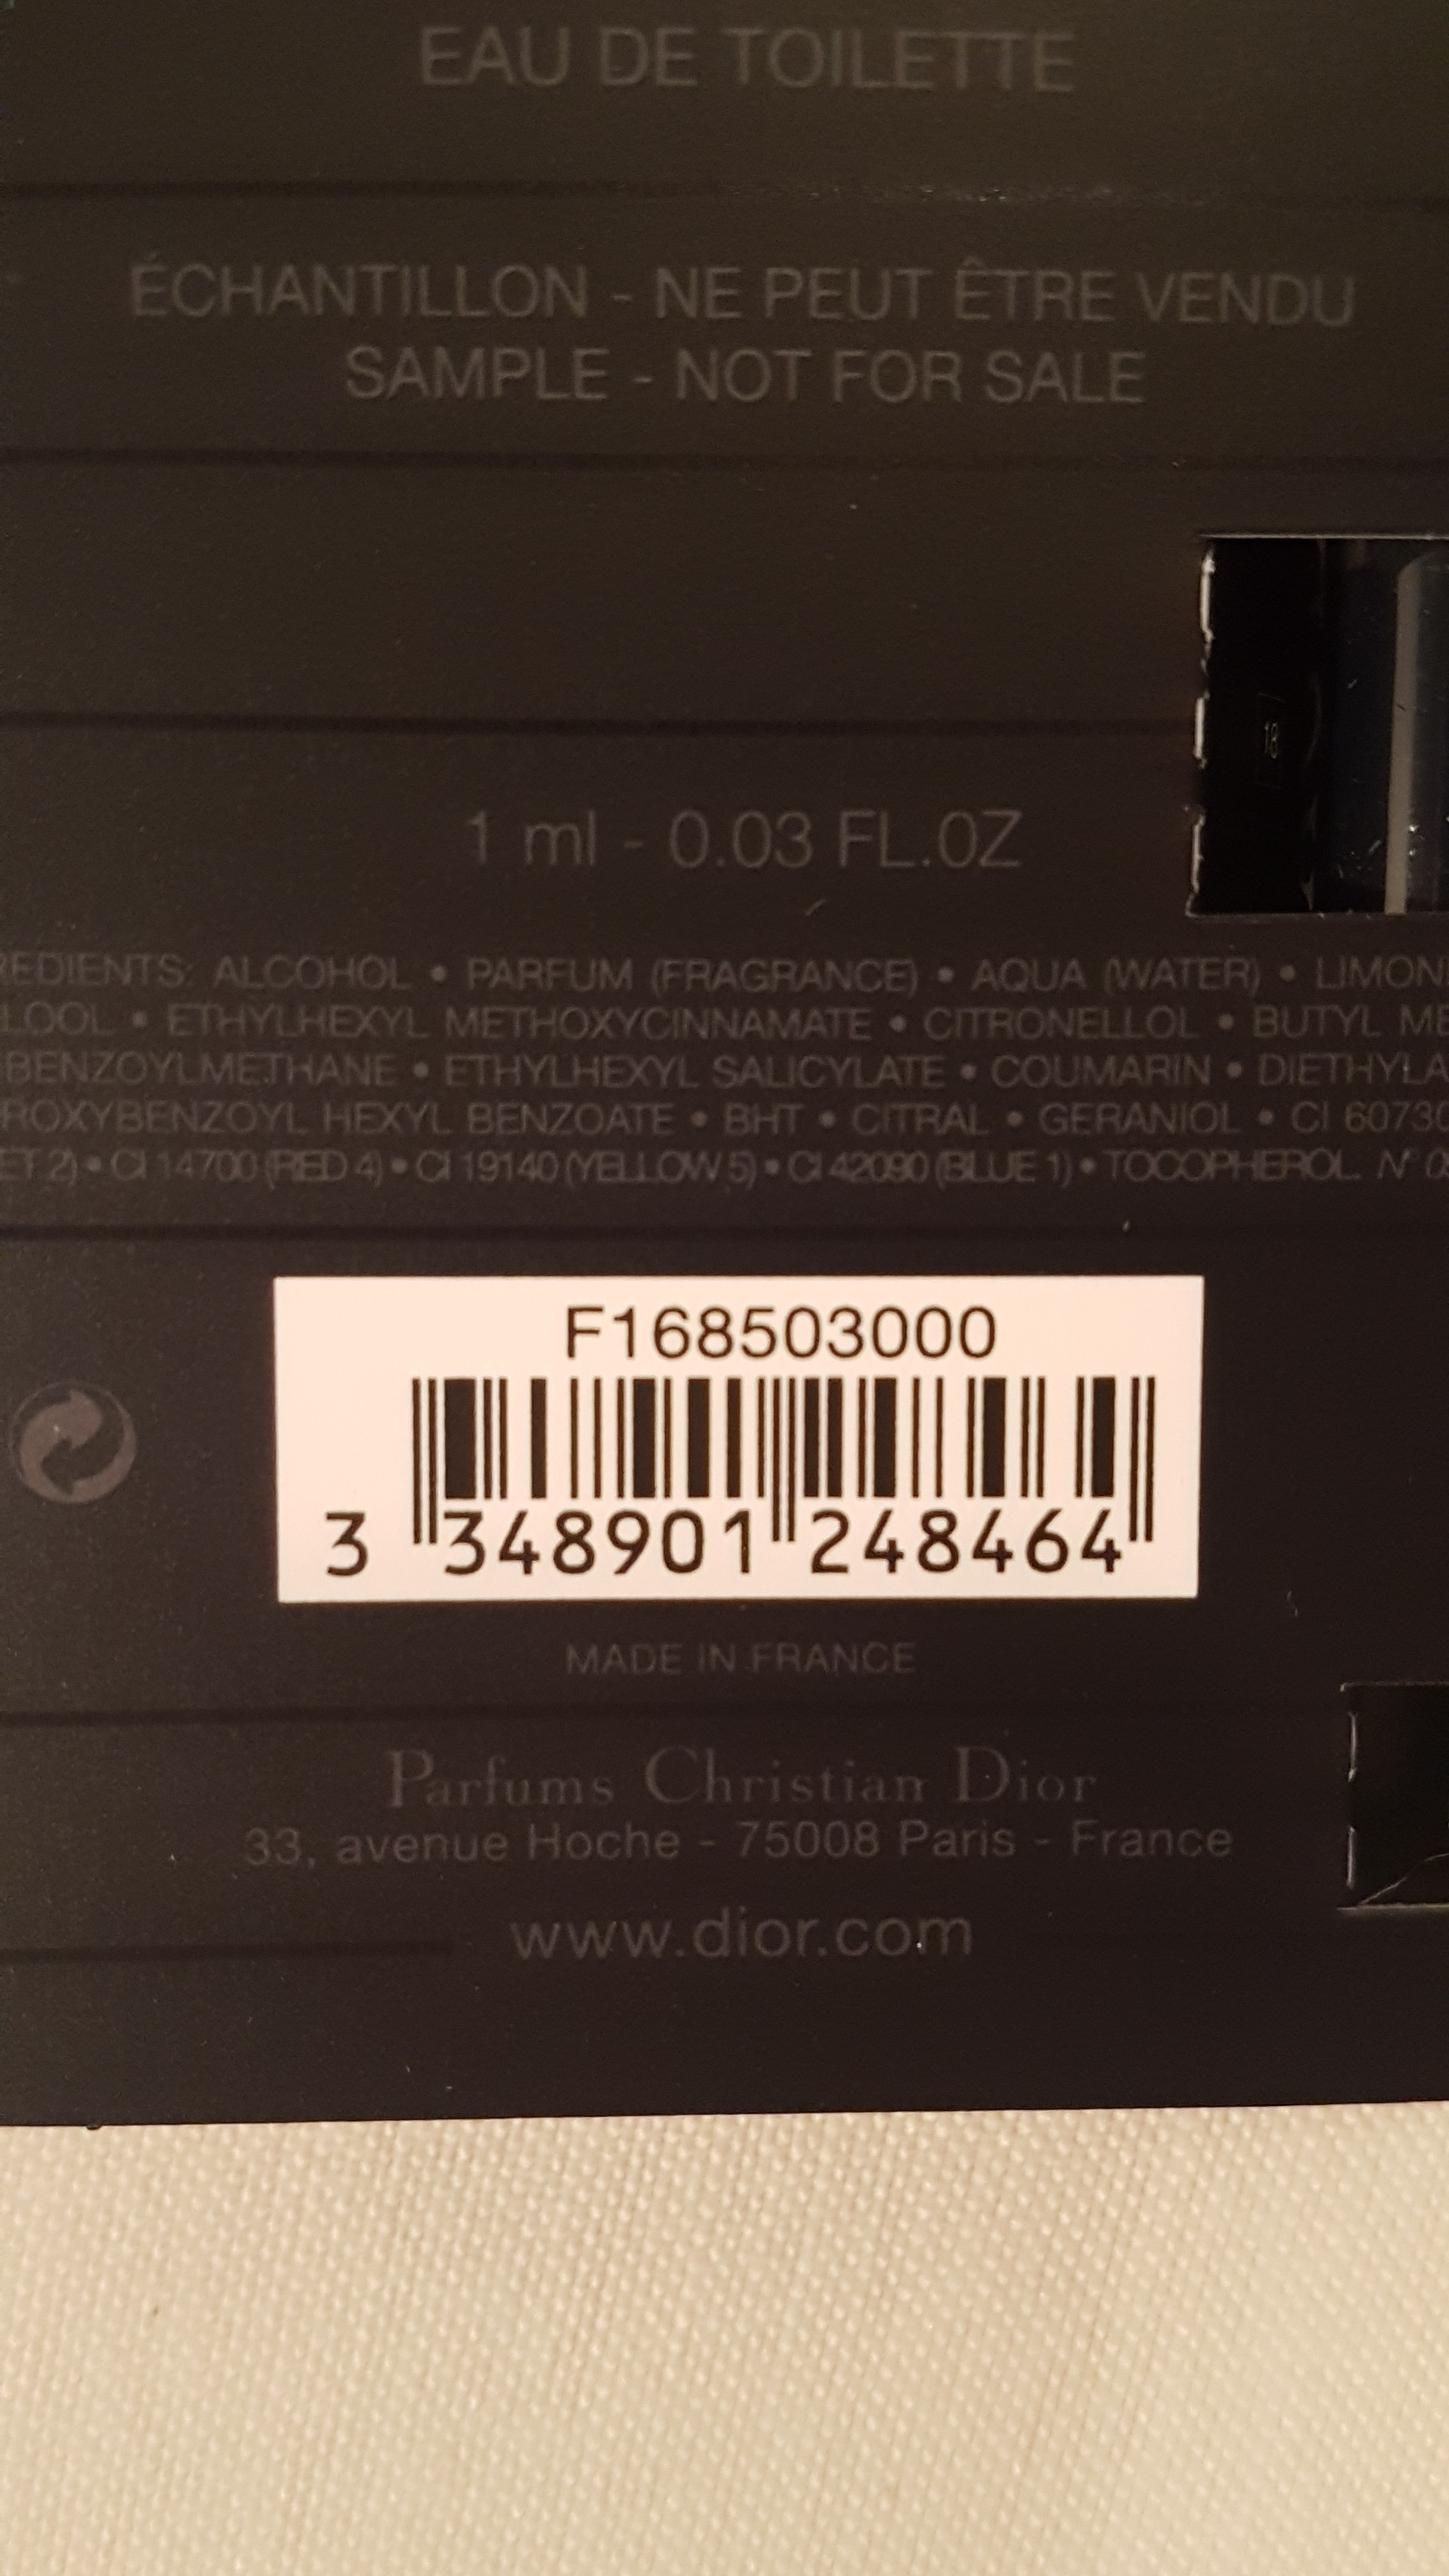 EAU DE TOILETTE
ÉCHANTILLON - NE PEUT ÊTRE VENDU
SAMPLE - NOT FOR SALE
18
1 ml - 0.03 FL.OZ
REDIENTS: ALCOHOL • PARFUM (FRAGRANCE) • AQUA (WATER) • LIMON
LOOL • ETHYLHEXYL METHOXYCINNAMATE • CITRONELLOL • BUTYL ME
BENZOYLMETHANE • ETHYLHEXYL SALICYLATE • COUMARIN • DIETHYLA
ROXYBENZOYL HEXYL BENZOATE • BHT • CITRAL • GERANIOL • CI 60730
ET 2) • CI 14700 (RED 4) • CI 19140 (YELLOW 5) • CI 42090 (BLUE 1) • TOCOPHEROL. N° 0
F168503000
3 348901 248464
MADE IN FRANCE
Parfums Christian Dior
33, avenue Hoche - 75008 Paris - France
www.dior.com